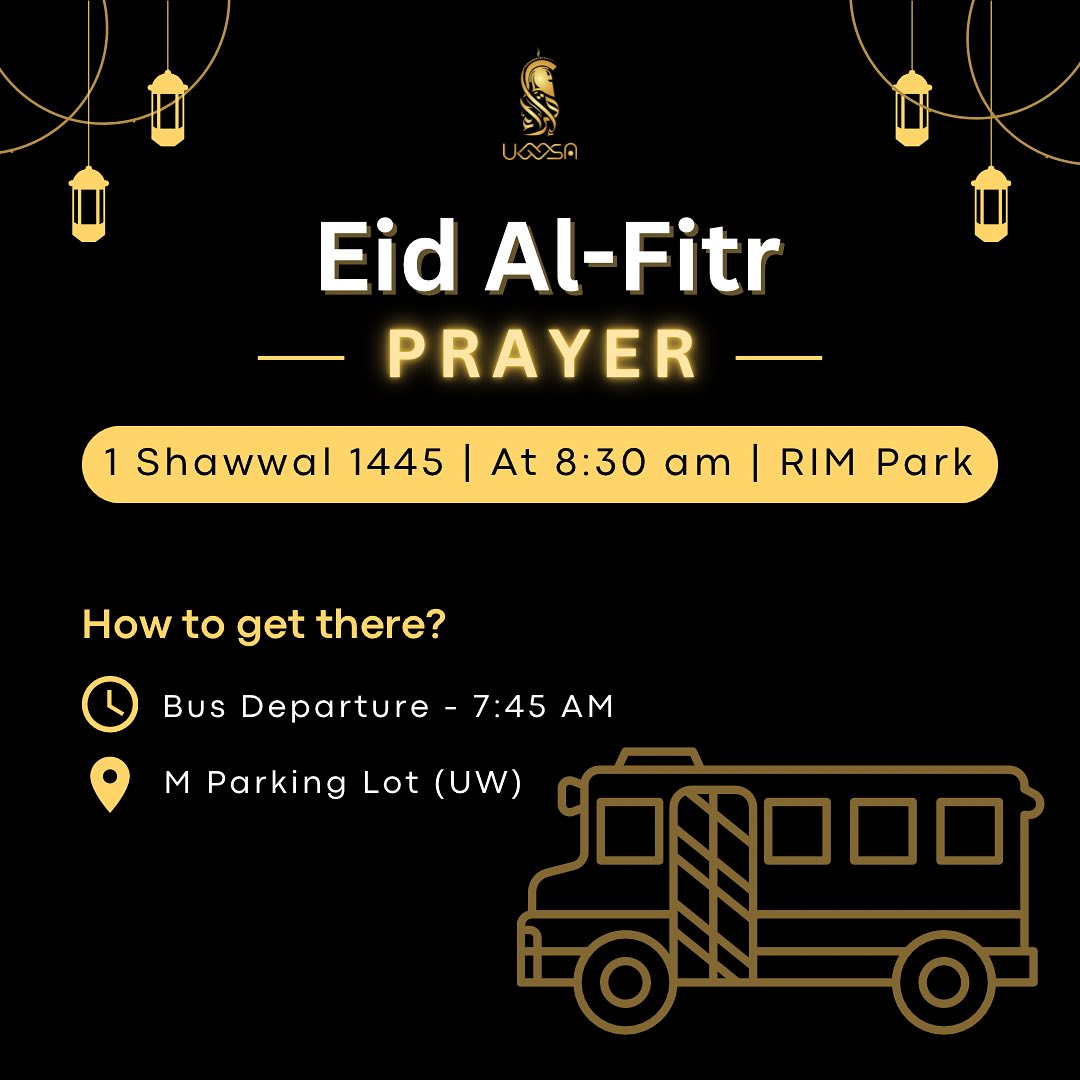 Eid Al-Fitr
PRAYER
1 Shawwal 1445 | At 8:30 am | RIM Park
How to get there?
Bus Departure - 7:45 AM
M Parking Lot (UW)